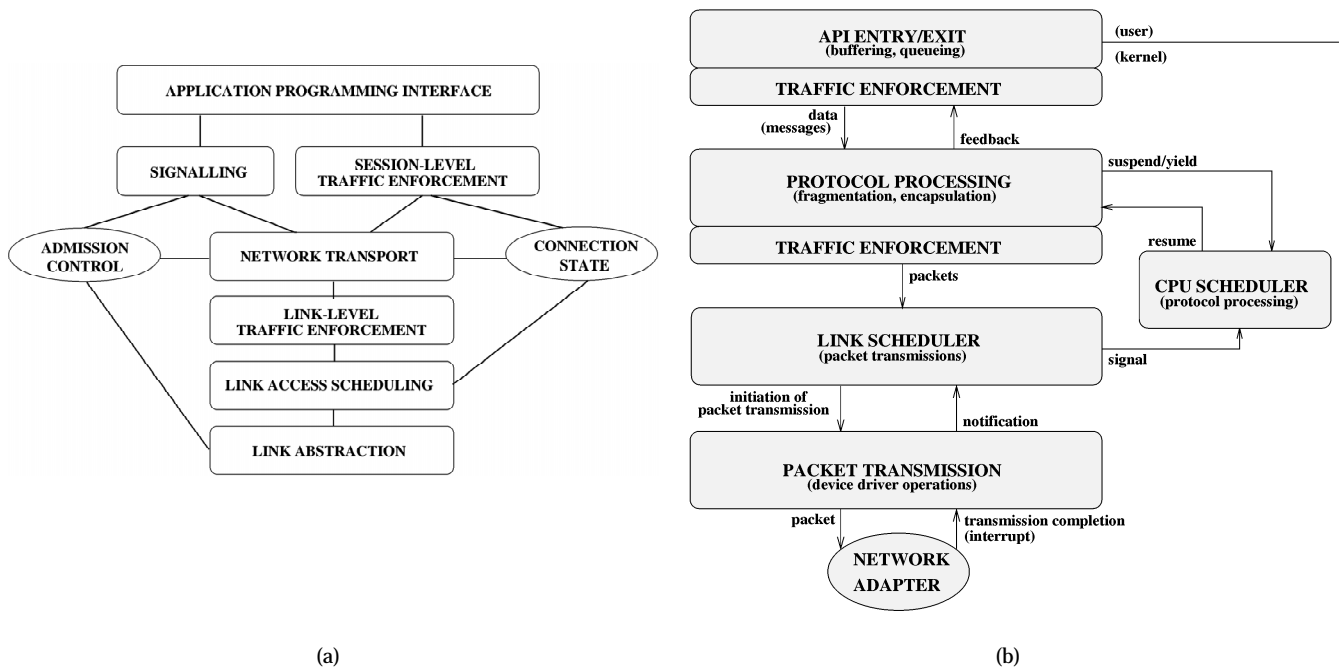 APPLICATION PROGRAMMING INTERFACE
SIGNALLING
SESSION-LEVEL
TRAFFIC ENFORCEMENT
ADMISSION
CONTROL
NETWORK TRANSPORT
CONNECTION
STATE
LINK-LEVEL
TRAFFIC ENFORCEMENT
LINK ACCESS SCHEDULING
LINK ABSTRACTION
(a)
API ENTRY/EXIT
(buffering, queueing)
(user)
(kernel)
TRAFFIC ENFORCEMENT
data
(messages)
feedback
PROTOCOL PROCESSING
(fragmentation, encapsulation)
suspend/yield
TRAFFIC ENFORCEMENT
resume
packets
CPU SCHEDULER
(protocol processing)
LINK SCHEDULER
(packet transmissions)
signal
initiation of
packet transmission
notification
PACKET TRANSMISSION
(device driver operations)
packet
transmission completion
(interrupt)
NETWORK
ADAPTER
(b)